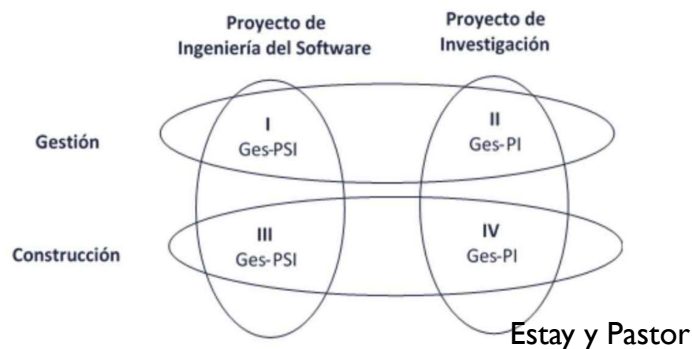 Proyecto de
Ingeniería del Software
Proyecto de
Investigación
Gestión
I
Ges-PSI
II
Ges-PI
Construcción
III
Ges-PSI
IV
Ges-PI
Estay y Pastor